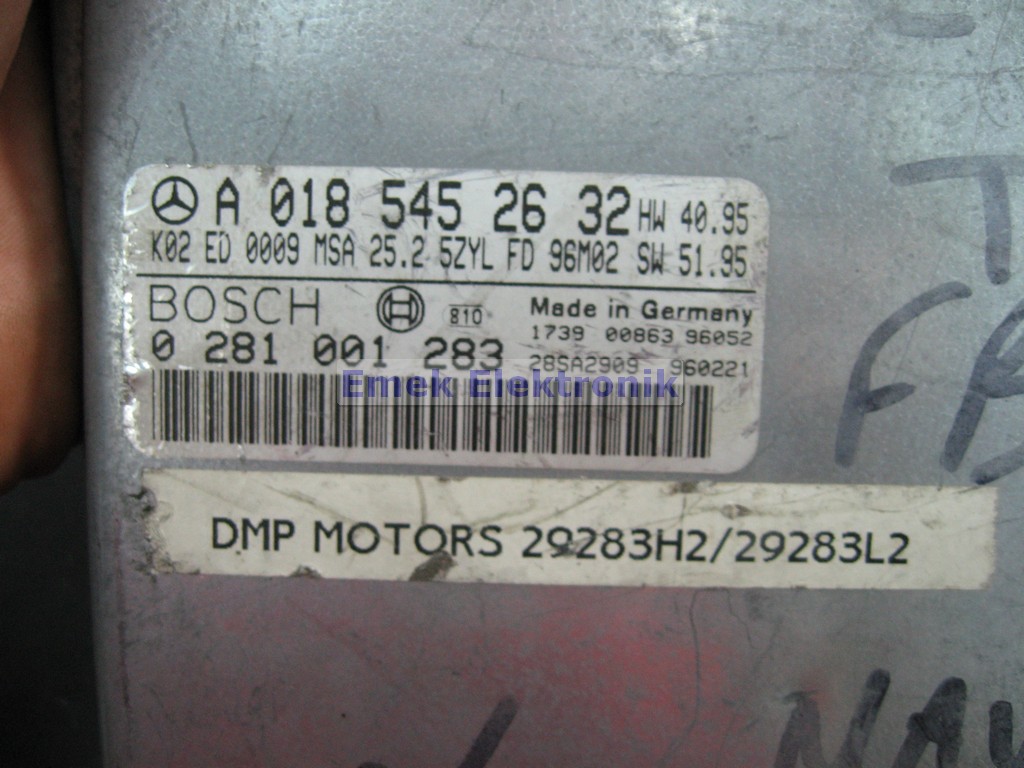 A 018 545 26 32 HW 40.95
K02 ED 0009 MSA 25.2 5ZYL FD 96M02 SW 51.95
BOSCH 810 Made in Germany
1739 00863 96052
0 281 001 283 28SA2909 960221
Emek Elektronik
DMP MOTORS 29283H2/29283L2